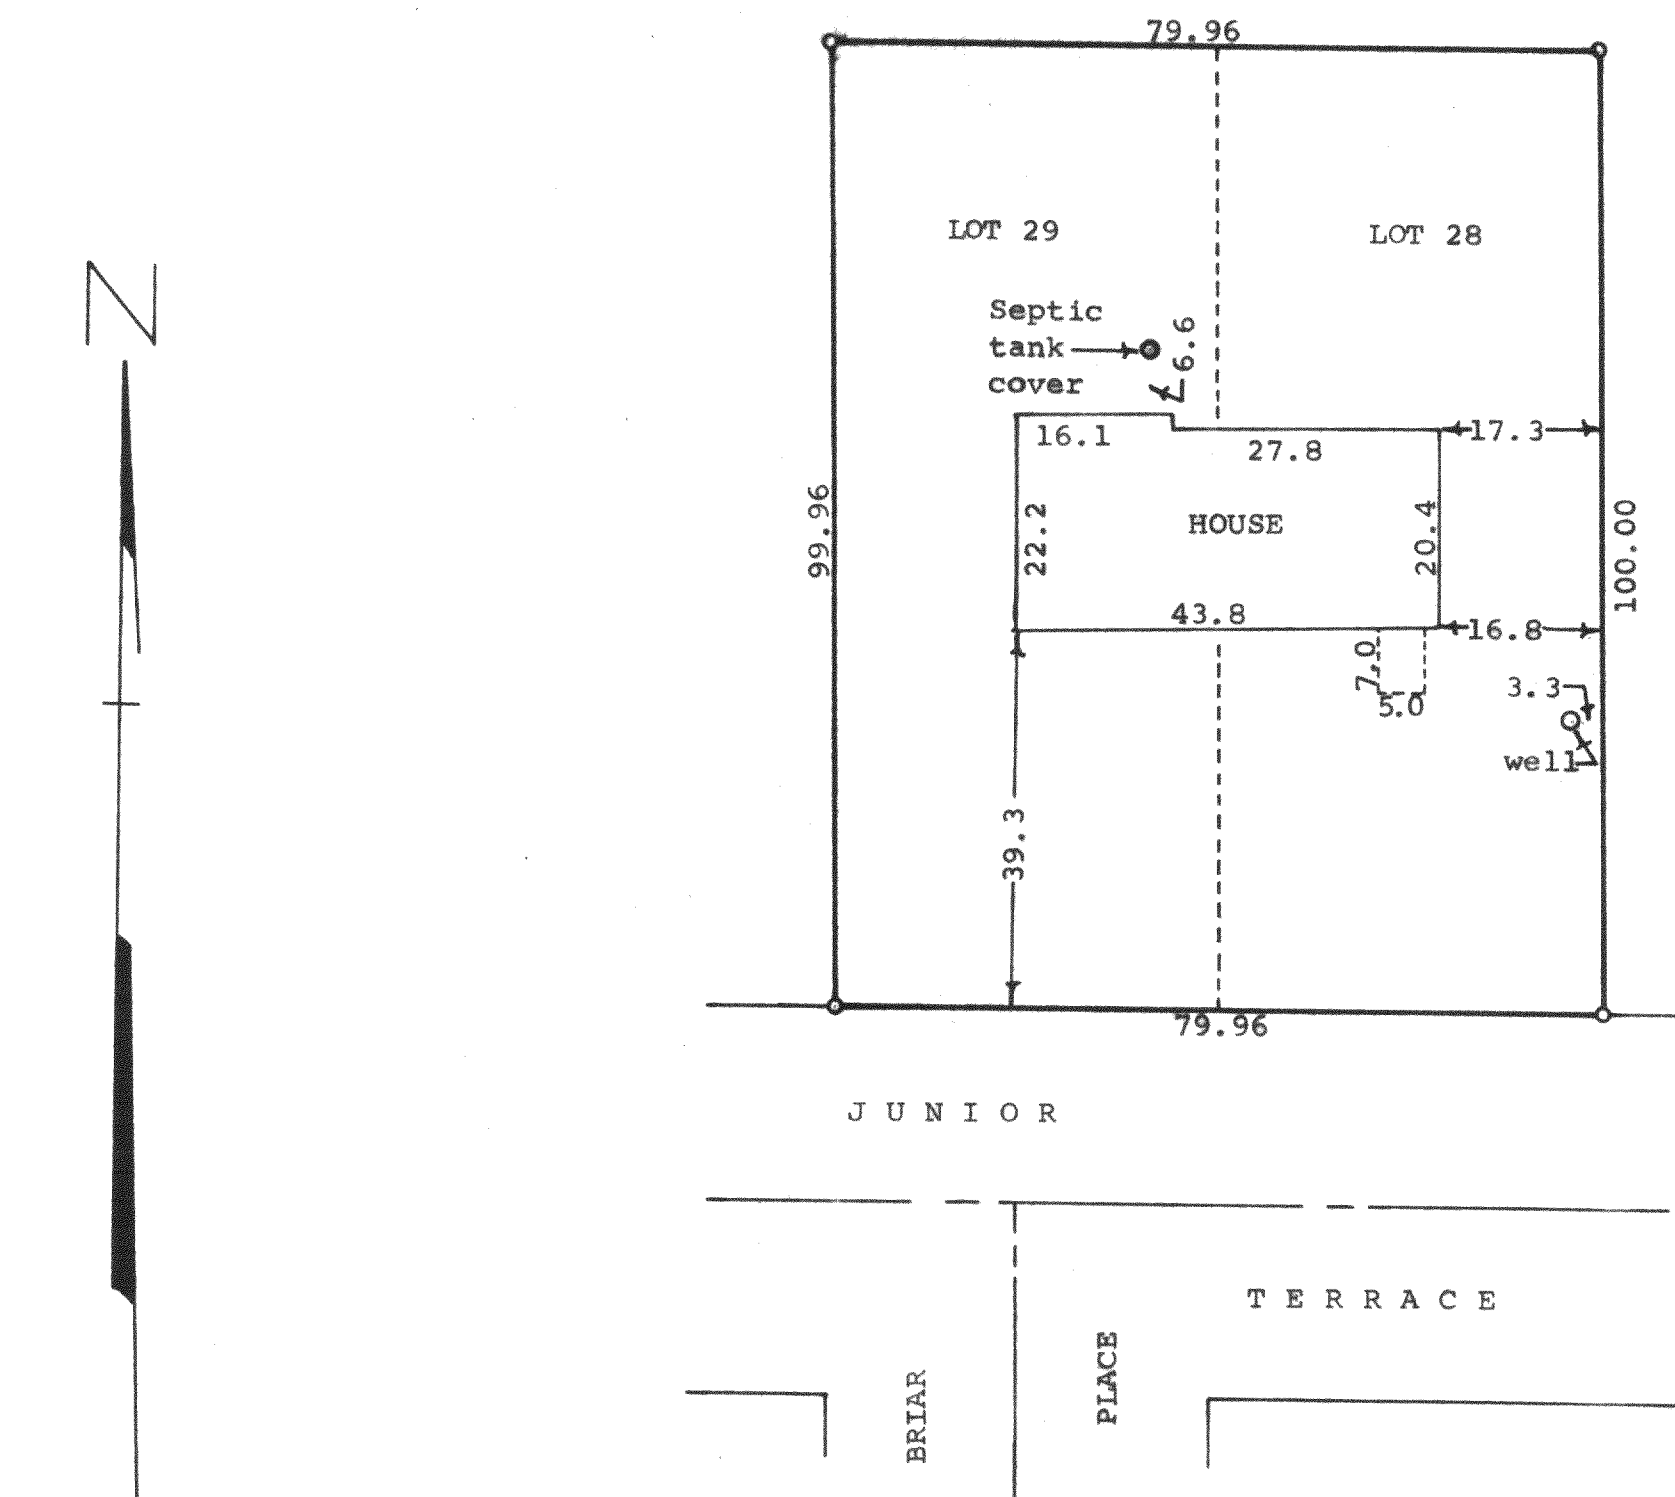 79.96
N
LOT 29
LOT 28
Septic
tank
cover
6.6
16.1
27.8
17.3
99.96
22.2
HOUSE
20.4
100.00
43.8
16.8
7.0
5.0
3.3
well
39.3
79.96
JUNIOR
TERRACE
BRIAR
PLACE